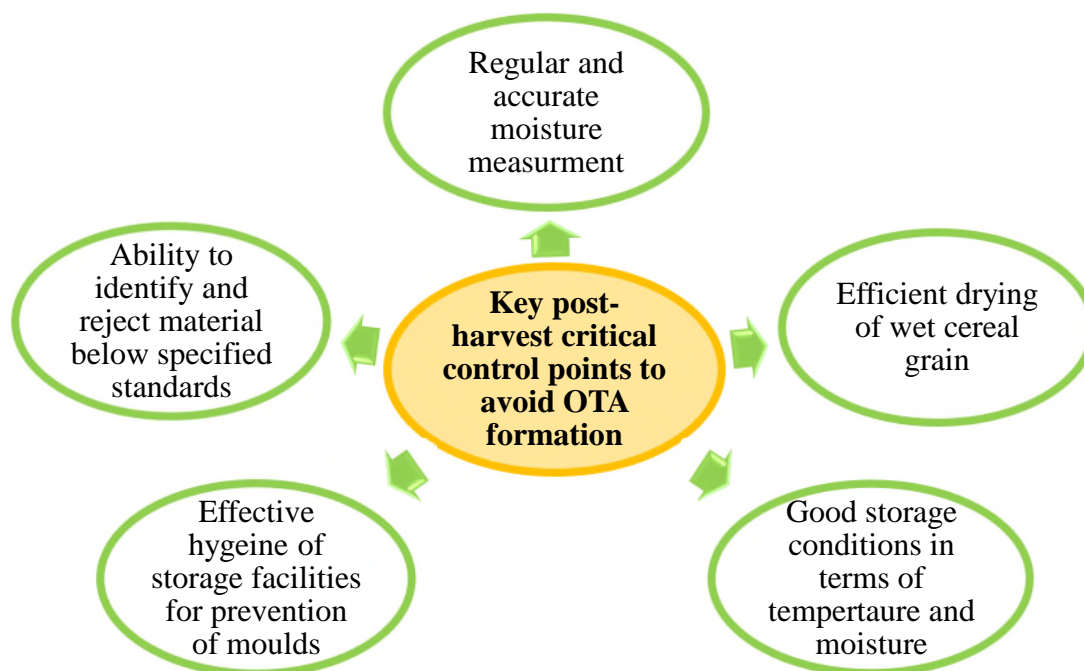 Regular and
accurate
moisture
measurment
Ability to
identify and
reject material
below specified
standards
Key post-
harvest critical
control points to
avoid OTA
formation
Efficient drying
of wet cereal
grain
Effective
hygeine of
storage facilities
for prevention
of moulds
Good storage
conditions in
terms of
tempertaure and
moisture